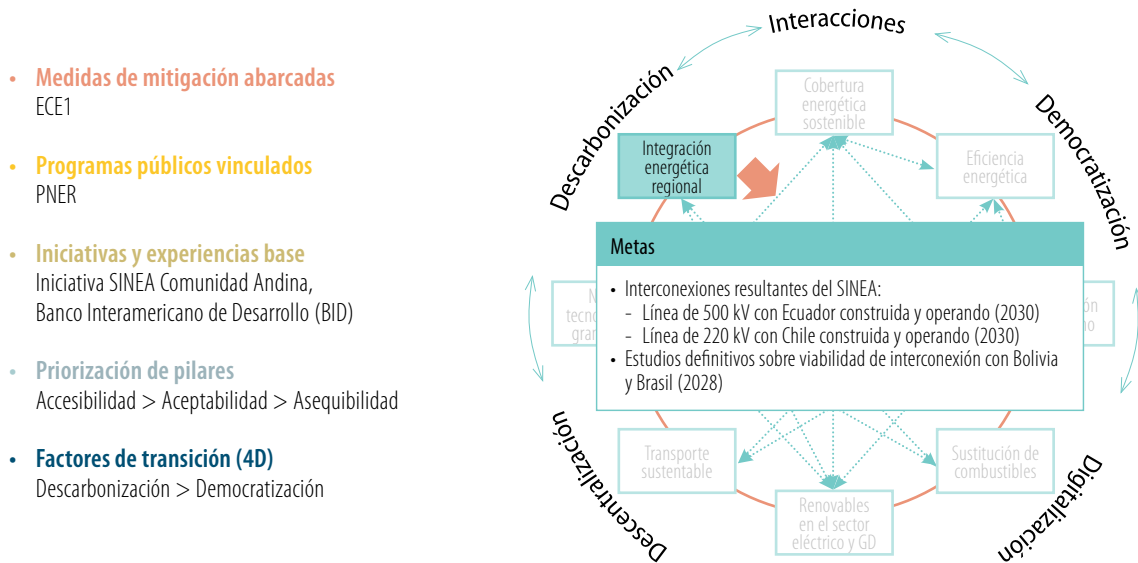 • Medidas de mitigación abarcadas
ECE1
• Programas públicos vinculados
PNER
• Iniciativas y experiencias base
Iniciativa SINEA Comunidad Andina,
Banco Interamericano de Desarrollo (BID)
• Priorización de pilares
Accesibilidad > Aceptabilidad > Asequibilidad
• Factores de transición (4D)
Descarbonización > Democratización
Interacciones
Descarbonización
Democratización
Cobertura
energética
sostenible
Integración
energética
regional
Eficiencia
energética
Metas
• Interconexiones resultantes del SINEA:
- Línea de 500 kV con Ecuador construida y operando (2030)
- Línea de 220 kV con Chile construida y operando (2030)
• Estudios definitivos sobre viabilidad de interconexión con Bolivia
y Brasil (2028)
Transporte
sustentable
Sustitución de
combustibles
Renovables
en el sector
eléctrico y GD
Descentralización
Digitalización